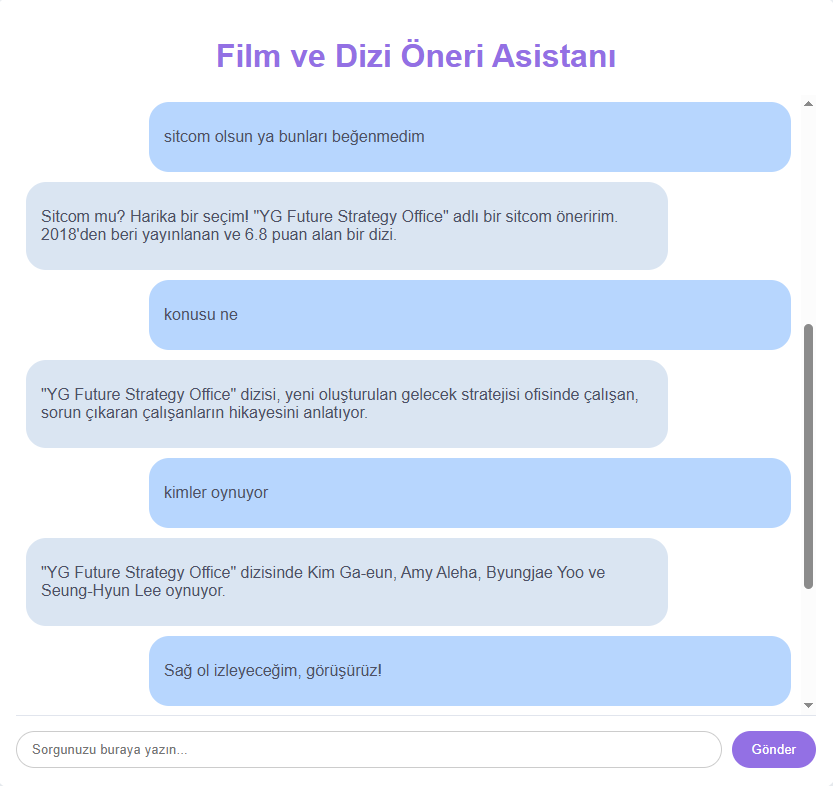 Film ve Dizi Öneri Asistanı
sitcom olsun ya bunları beğenmedim
Sitcom mu? Harika bir seçim! "YG Future Strategy Office" adlı bir sitcom öneririm.
2018'den beri yayınlanan ve 6.8 puan alan bir dizi.
konusu ne
"YG Future Strategy Office" dizisi, yeni oluşturulan gelecek stratejisi ofisinde çalışan,
sorun çıkaran çalışanların hikayesini anlatıyor.
kimler oynuyor
"YG Future Strategy Office" dizisinde Kim Ga-eun, Amy Aleha, Byungjae Yoo ve
Seung-Hyun Lee oynuyor.
Sağ ol izleyeceğim, görüşürüz!
Sorgunuzu buraya yazın...
Gönder